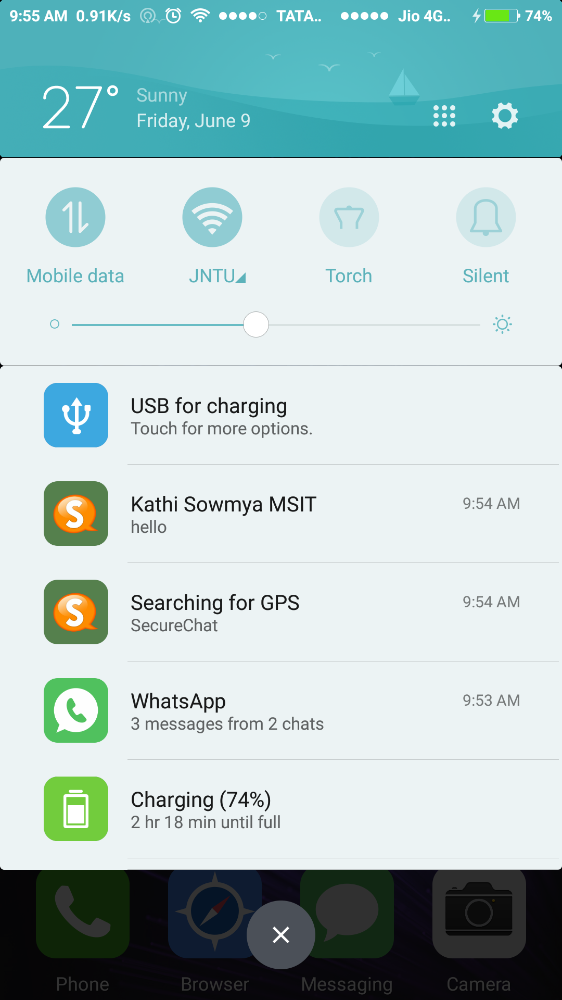 9:55 AM 0.91K/s TATA.. Jio 4G.. 74%
27°
Sunny
Friday, June 9
Mobile data JNTU Torch Silent
USB for charging
Touch for more options.
Kathi Sowmya MSIT 9:54 AM
hello
Searching for GPS 9:54 AM
SecureChat
WhatsApp 9:53 AM
3 messages from 2 chats
Charging (74%)
2 hr 18 min until full
Phone Browser Messaging Camera